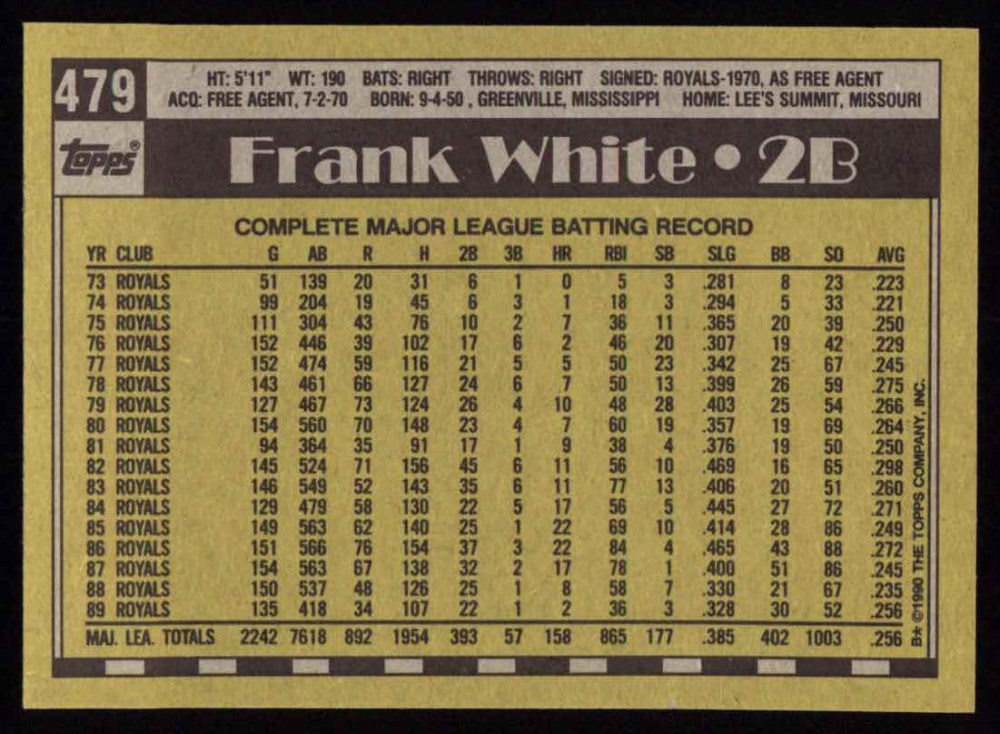 479
HT: 5'11" WT: 190 BATS: RIGHT THROWS: RIGHT SIGNED: ROYALS-1970, AS FREE AGENT
ACQ: FREE AGENT, 7-2-70 BORN: 9-4-50 , GREENVILLE, MISSISSIPPI HOME: LEE'S SUMMIT, MISSOURI
topps®
Frank White • 2B
COMPLETE MAJOR LEAGUE BATTING RECORD
YR CLUB G AB R H 2B 3B HR RBI SB SLG BB SO AVG
73 ROYALS 51 139 20 31 6 1 0 5 3 .281 8 23 .223
74 ROYALS 99 204 19 45 6 3 1 18 3 .294 5 33 .221
75 ROYALS 111 304 43 76 10 2 7 36 11 .365 20 39 .250
76 ROYALS 152 446 39 102 17 6 2 46 20 .307 19 42 .229
77 ROYALS 152 474 59 116 21 5 5 50 23 .342 25 67 .245
78 ROYALS 143 461 66 127 24 6 7 50 13 .399 26 59 .275
79 ROYALS 127 467 73 124 26 4 10 48 28 .403 25 54 .266
80 ROYALS 154 560 70 148 23 4 7 60 19 .357 19 69 .264
81 ROYALS 94 364 35 91 17 1 9 38 4 .376 19 50 .250
82 ROYALS 145 524 71 156 45 6 11 56 10 .469 16 65 .298
83 ROYALS 146 549 52 143 35 6 11 77 13 .406 20 51 .260
84 ROYALS 129 479 58 130 22 5 17 56 5 .445 27 72 .271
85 ROYALS 149 563 62 140 25 1 22 69 10 .414 28 86 .249
86 ROYALS 151 566 76 154 37 3 22 84 4 .465 43 88 .272
87 ROYALS 154 563 67 138 32 2 17 78 1 .400 51 86 .245
88 ROYALS 150 537 48 126 25 1 8 58 7 .330 21 67 .235
89 ROYALS 135 418 34 107 22 1 2 36 3 .328 30 52 .256
MAJ. LEA. TOTALS 2242 7618 892 1954 393 57 158 865 177 .385 402 1003 .256
B* ©1990 THE TOPPS COMPANY, INC.